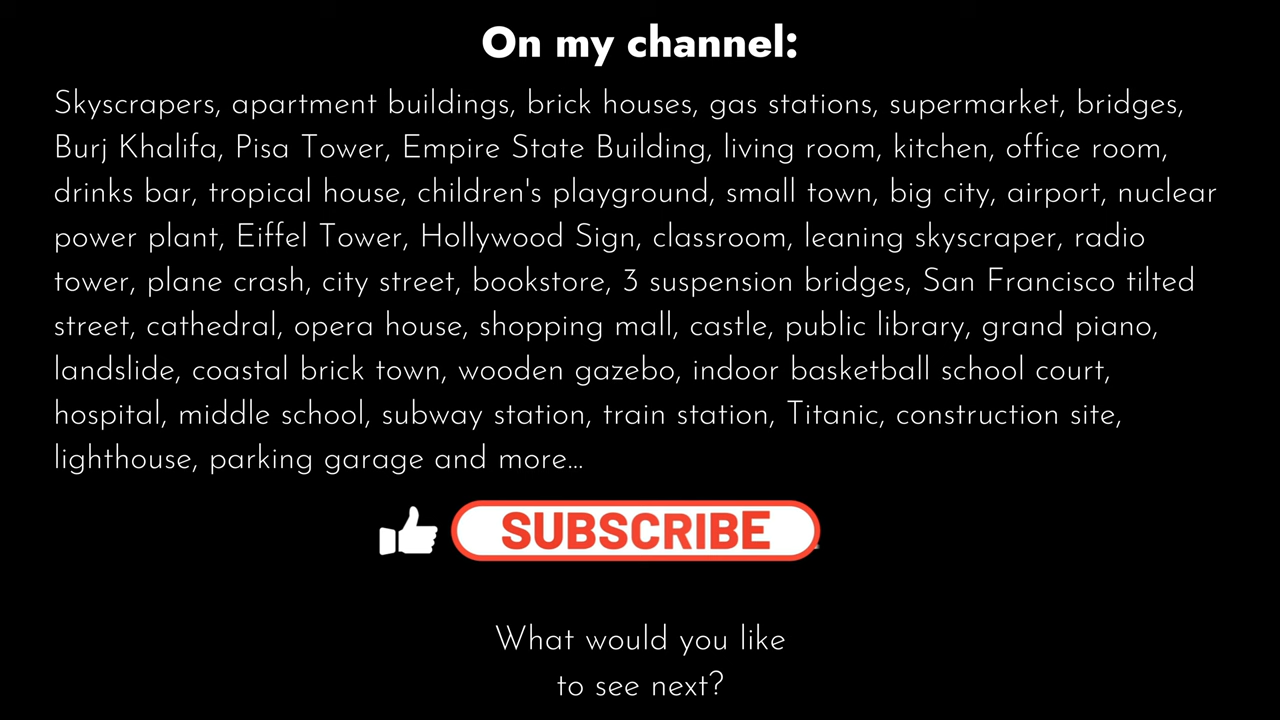 On my channel:
Skyscrapers, apartment buildings, brick houses, gas stations, supermarket, bridges,
Burj Khalifa, Pisa Tower, Empire State Building, living room, kitchen, office room,
drinks bar, tropical house, children's playground, small town, big city, airport, nuclear
power plant, Eiffel Tower, Hollywood Sign, classroom, leaning skyscraper, radio
tower, plane crash, city street, bookstore, 3 suspension bridges, San Francisco tilted
street, cathedral, opera house, shopping mall, castle, public library, grand piano,
landslide, coastal brick town, wooden gazebo, indoor basketball school court,
hospital, middle school, subway station, train station, Titanic, construction site,
lighthouse, parking garage and more...
SUBSCRIBE
What would you like
to see next?